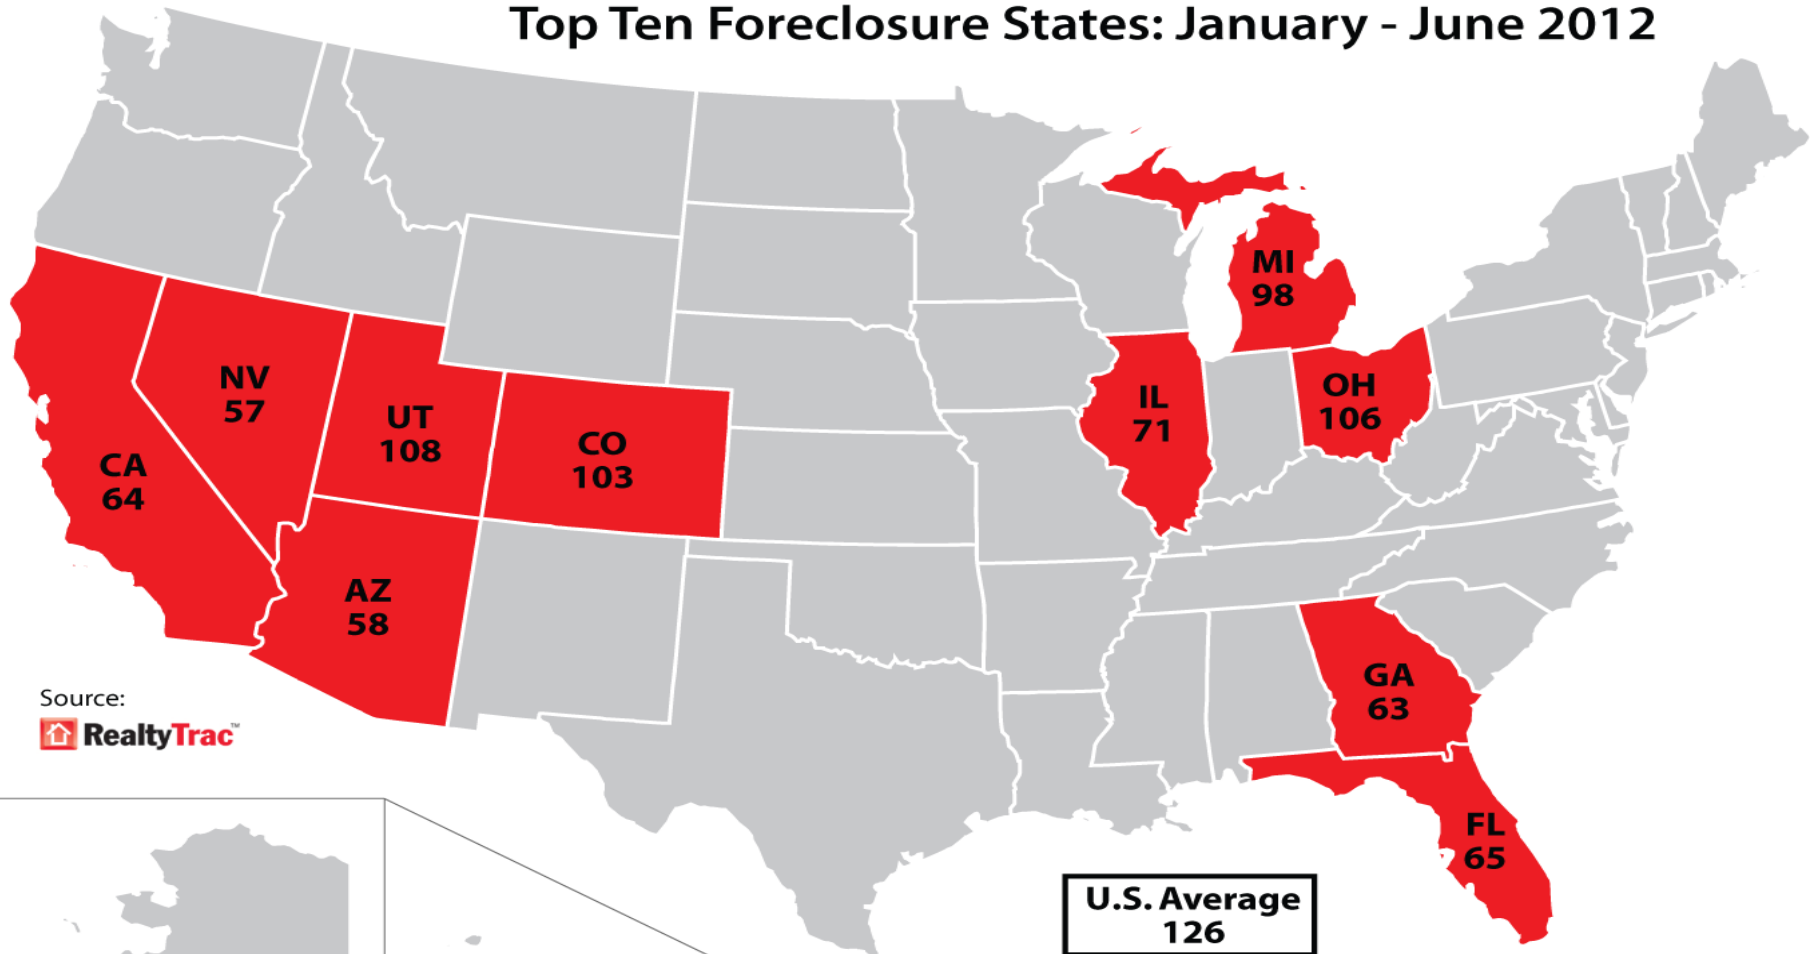 Top Ten Foreclosure States: January - June 2012
MI
98
NV
57
UT
108
CO
103
IL
71
OH
106
CA
64
AZ
58
GA
63
Source:
RealtyTrac™
FL
65
U.S. Average
126